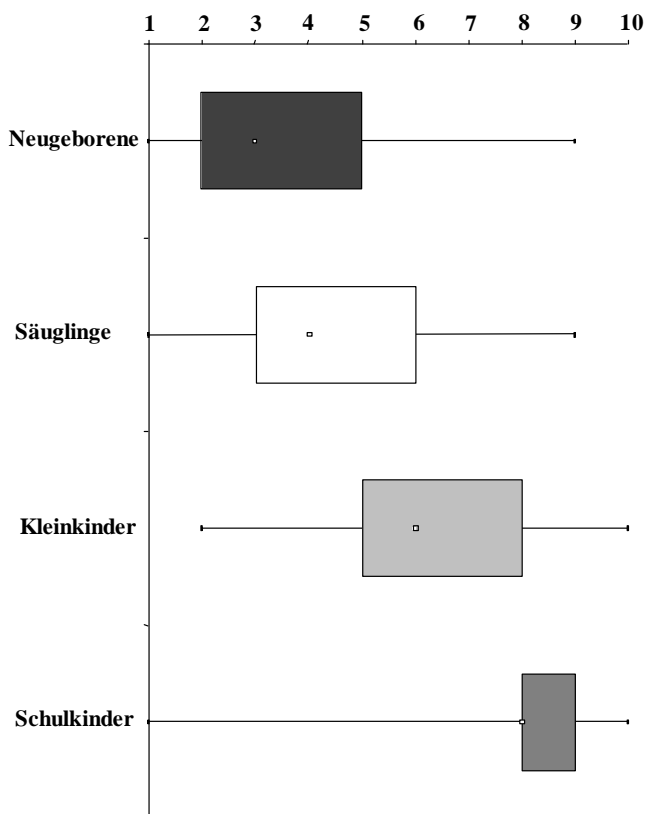 1 2 3 4 5 6 7 8 9 10
Neugeborene
Säuglinge
Kleinkinder
Schulkinder